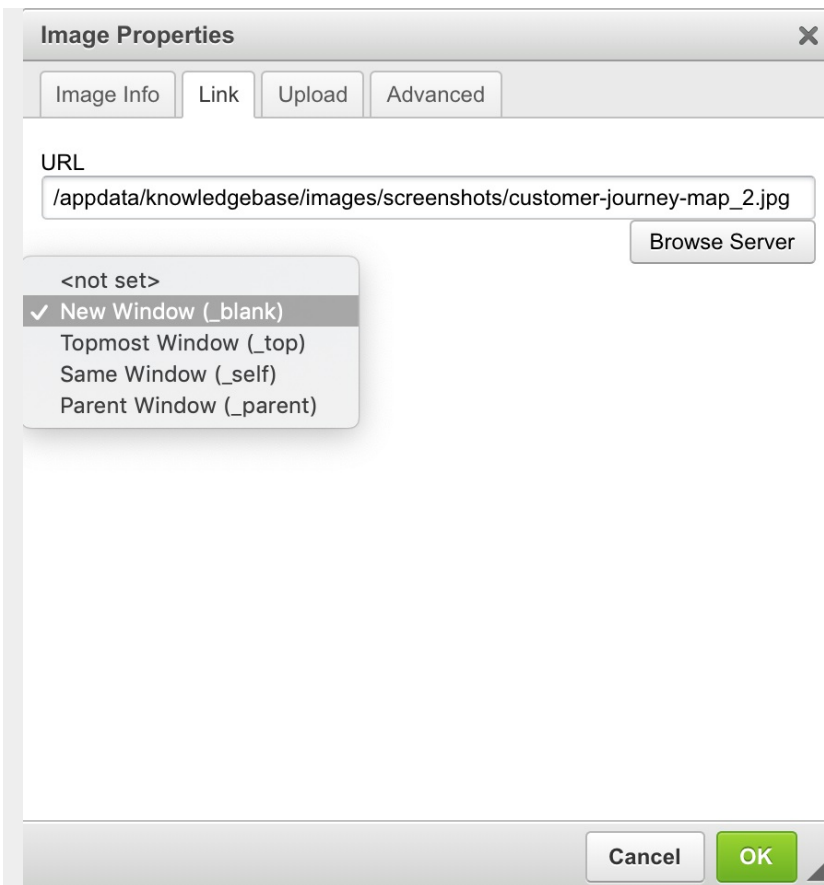 Image Properties
Image Info Link Upload Advanced
URL
/appdata/knowledgebase/images/screenshots/customer-journey-map_2.jpg
Browse Server
<not set>
New Window (_blank)
Topmost Window (_top)
Same Window (_self)
Parent Window (_parent)
Cancel OK